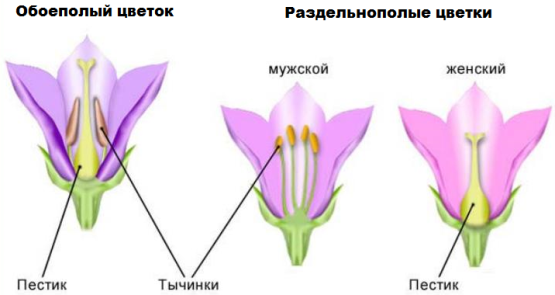 Обоеполый цветок
Раздельнополые цветки
мужской
женский
Пестик
Тычинки
Пестик